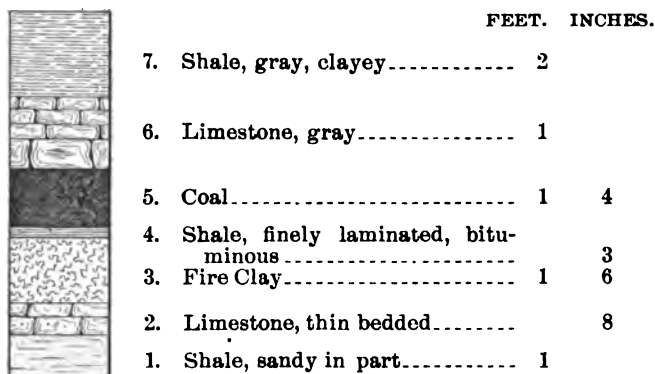 FEET. INCHES.
7. Shale, gray, clayey------------ 2
6. Limestone, gray--------------- 1
5. Coal--------------------------- 1 4
4. Shale, finely laminated, bitu-
minous --------------------- 3
3. Fire Clay---------------------- 1 6
2. Limestone, thin bedded-------- 8
1. Shale, sandy in part----------- 1